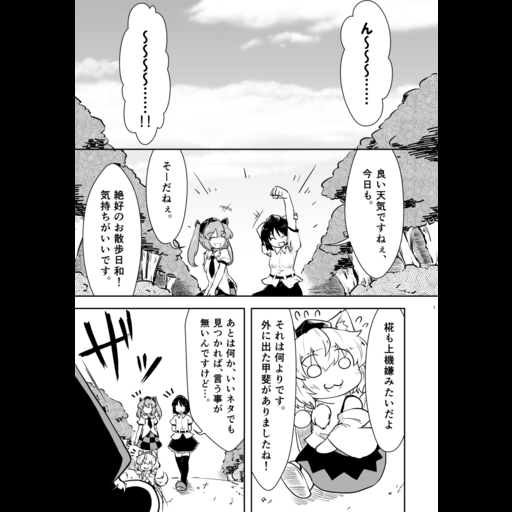 ん～～～……
～～～～……!!
良い天気ですねぇ、
今日も。
そーだねぇ。
絶好のお散歩日和！
気持ちがいいです。
椛も上機嫌みたいだよ
それは何よりです。
外に出た甲斐がありましたね！
あとは何か、いいネタでも
見つかれば、言う事が
無いんですけど…。